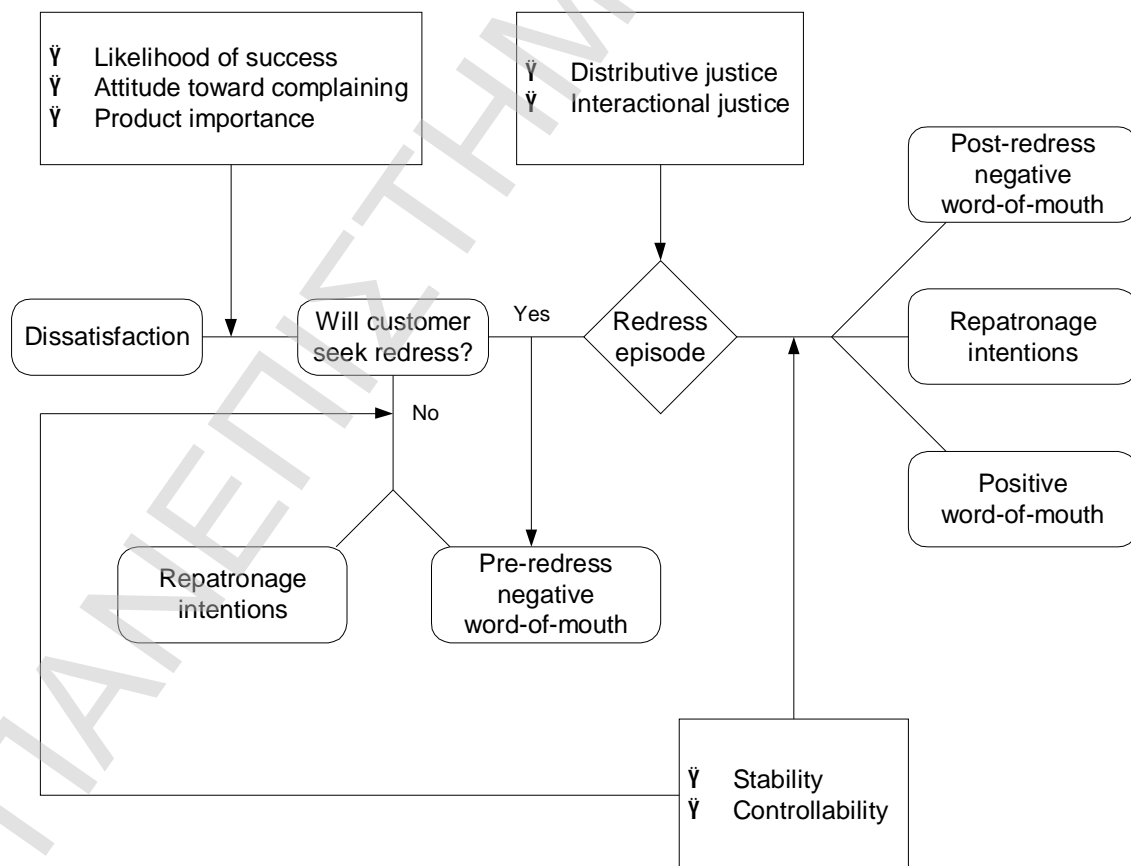 Ÿ Likelihood of success
Ÿ Attitude toward complaining
Ÿ Product importance
Ÿ Distributive justice
Ÿ Interactional justice
Post-redress
negative
word-of-mouth
Dissatisfaction
Will customer
seek redress?
Yes
Redress
episode
Repatronage
intentions
No
Positive
word-of-mouth
Repatronage
intentions
Pre-redress
negative
word-of-mouth
Ÿ Stability
Ÿ Controllability
ΠΑΝΕΠΙΣΤΗΜ